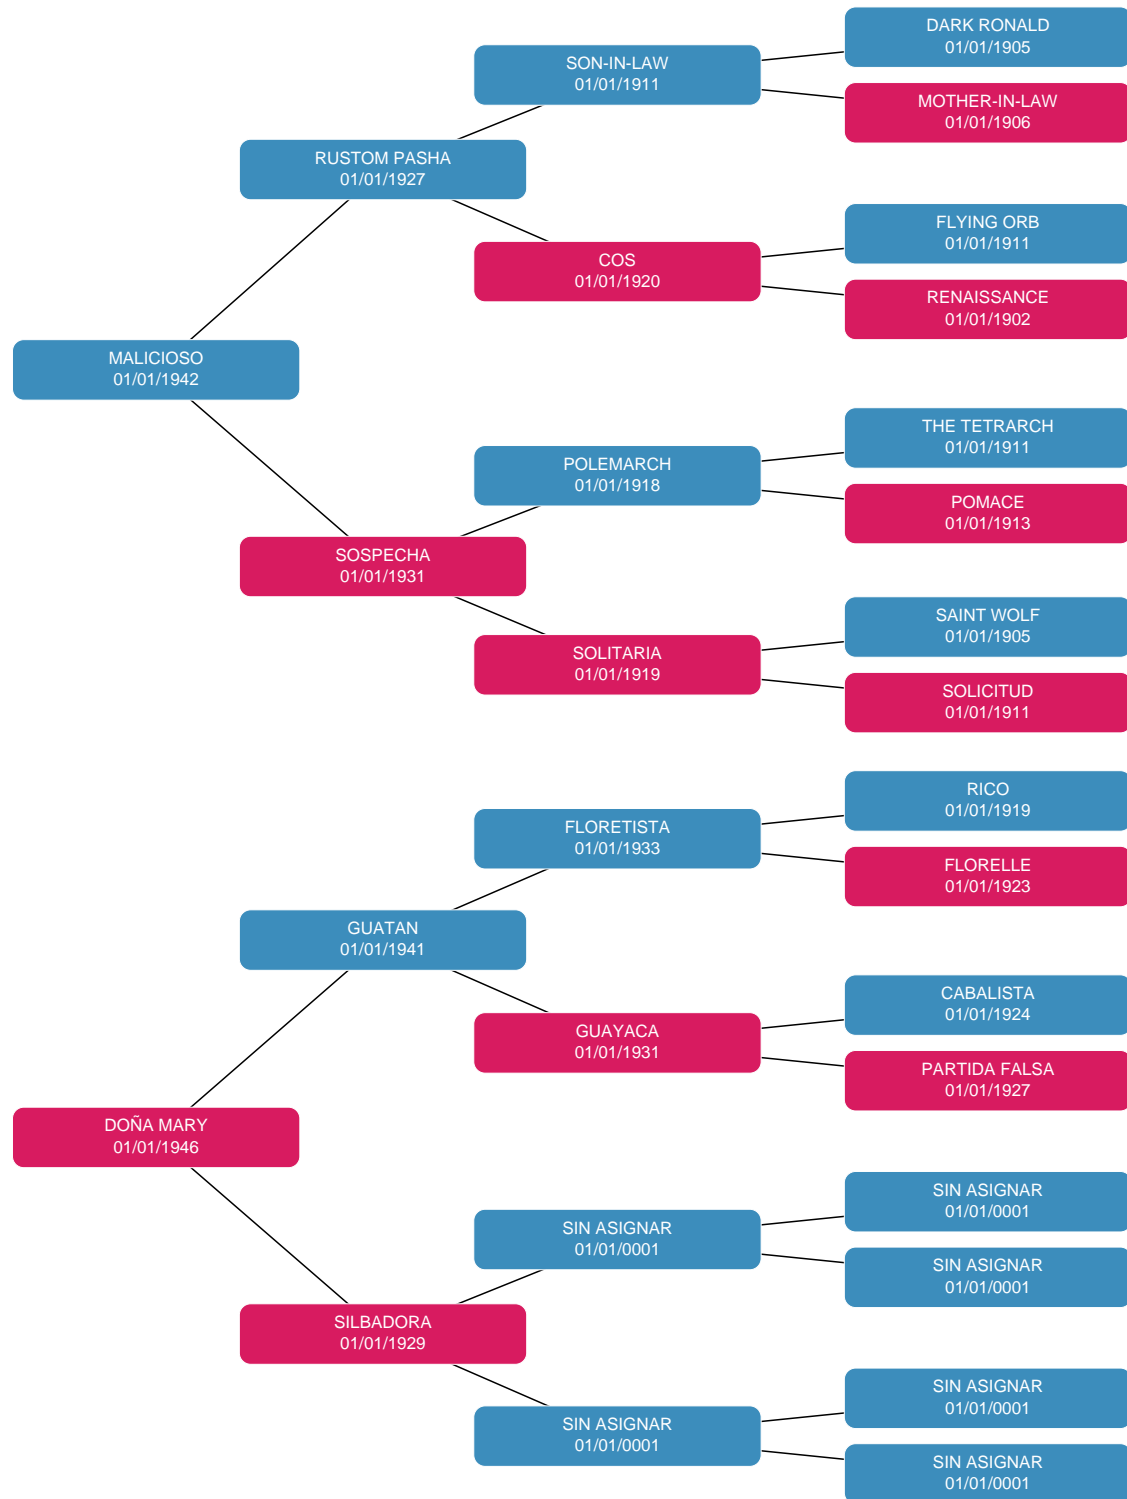 DARK RONALD
01/01/1905
SON-IN-LAW
01/01/1911
MOTHER-IN-LAW
01/01/1906
RUSTOM PASHA
01/01/1927
FLYING ORB
01/01/1911
COS
01/01/1920
RENAISSANCE
01/01/1902
MALICIOSO
01/01/1942
THE TETRARCH
01/01/1911
POLEMARCH
01/01/1918
POMACE
01/01/1913
SOSPECHA
01/01/1931
SAINT WOLF
01/01/1905
SOLITARIA
01/01/1919
SOLICITUD
01/01/1911
RICO
01/01/1919
FLORETISTA
01/01/1933
FLORELLE
01/01/1923
GUATAN
01/01/1941
CABALISTA
01/01/1924
GUAYACA
01/01/1931
PARTIDA FALSA
01/01/1927
DOÑA MARY
01/01/1946
SIN ASIGNAR
01/01/0001
SIN ASIGNAR
01/01/0001
SIN ASIGNAR
01/01/0001
SILBADORA
01/01/1929
SIN ASIGNAR
01/01/0001
SIN ASIGNAR
01/01/0001
SIN ASIGNAR
01/01/0001